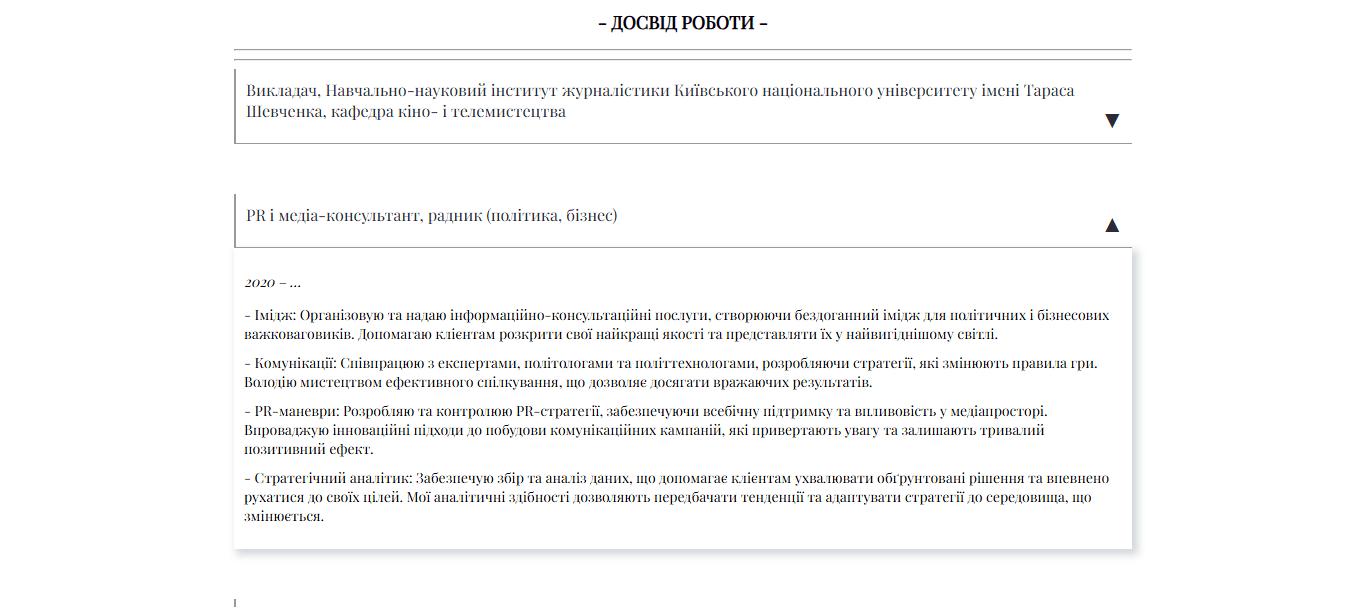 – ДОСВІД РОБОТИ –
Викладач, Навчально-науковий інститут журналістики Київського національного університету імені Тараса
Шевченка, кафедра кіно- і телемистецтва
▼
PR і медіа-консультант, радник (політика, бізнес)
▲
2020 – …
- Імідж: Організовую та надаю інформаційно-консультаційні послуги, створюючи бездоганний імідж для політичних і бізнесових
важковаговиків. Допомагаю клієнтам розкрити свої найкращі якості та представляти їх у найвигіднішому світлі.
- Комунікації: Співпрацюю з експертами, політологами та політтехнологами, розробляючи стратегії, які змінюють правила гри.
Володію мистецтвом ефективного спілкування, що дозволяє досягати вражаючих результатів.
- PR-маневри: Розробляю та контролюю PR-стратегії, забезпечуючи всебічну підтримку та впливовість у медіапросторі.
Впроваджую інноваційні підходи до побудови комунікаційних кампаній, які привертають увагу та залишають тривалий
позитивний ефект.
- Стратегічний аналітик: Забезпечую збір та аналіз даних, що допомагає клієнтам ухвалювати обґрунтовані рішення та впевнено
рухатися до своїх цілей. Мої аналітичні здібності дозволяють передбачати тенденції та адаптувати стратегії до середовища, що
змінюється.